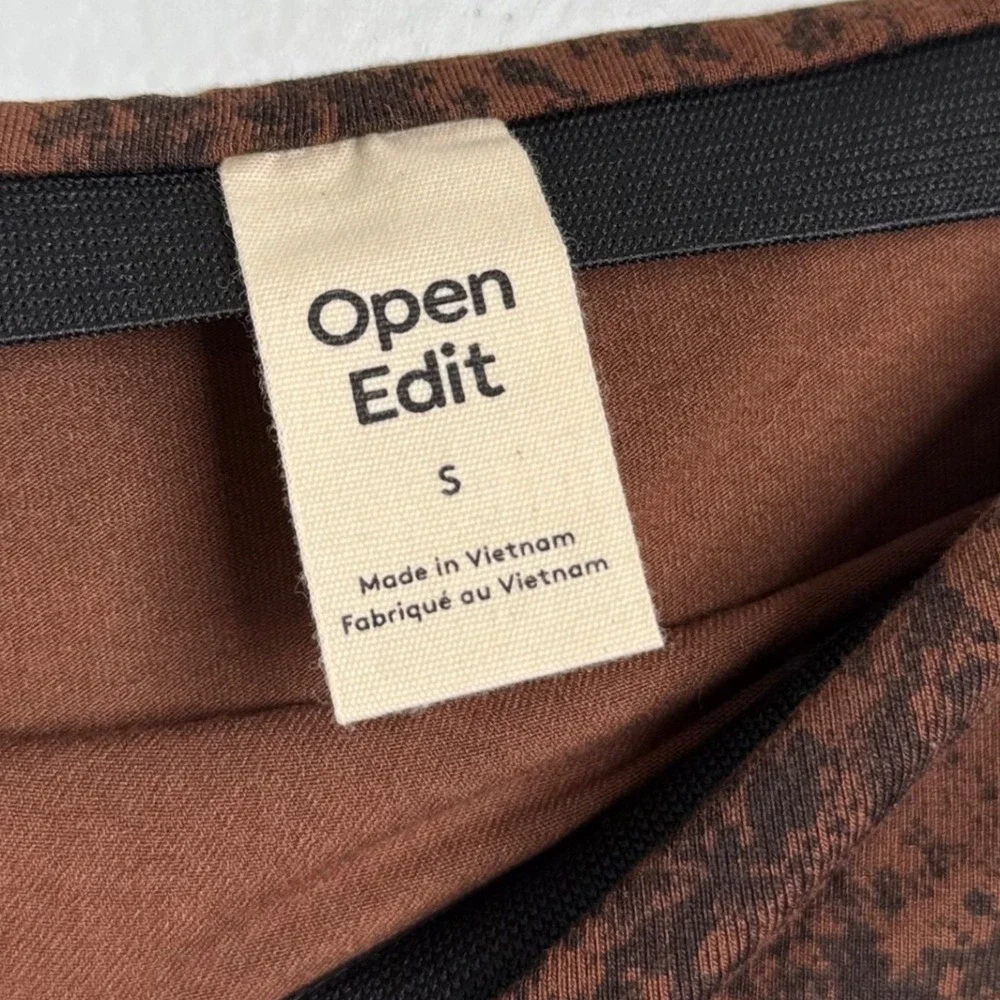 Open
Edit
S
Made in Vietnam
Fabriqué au Vietnam